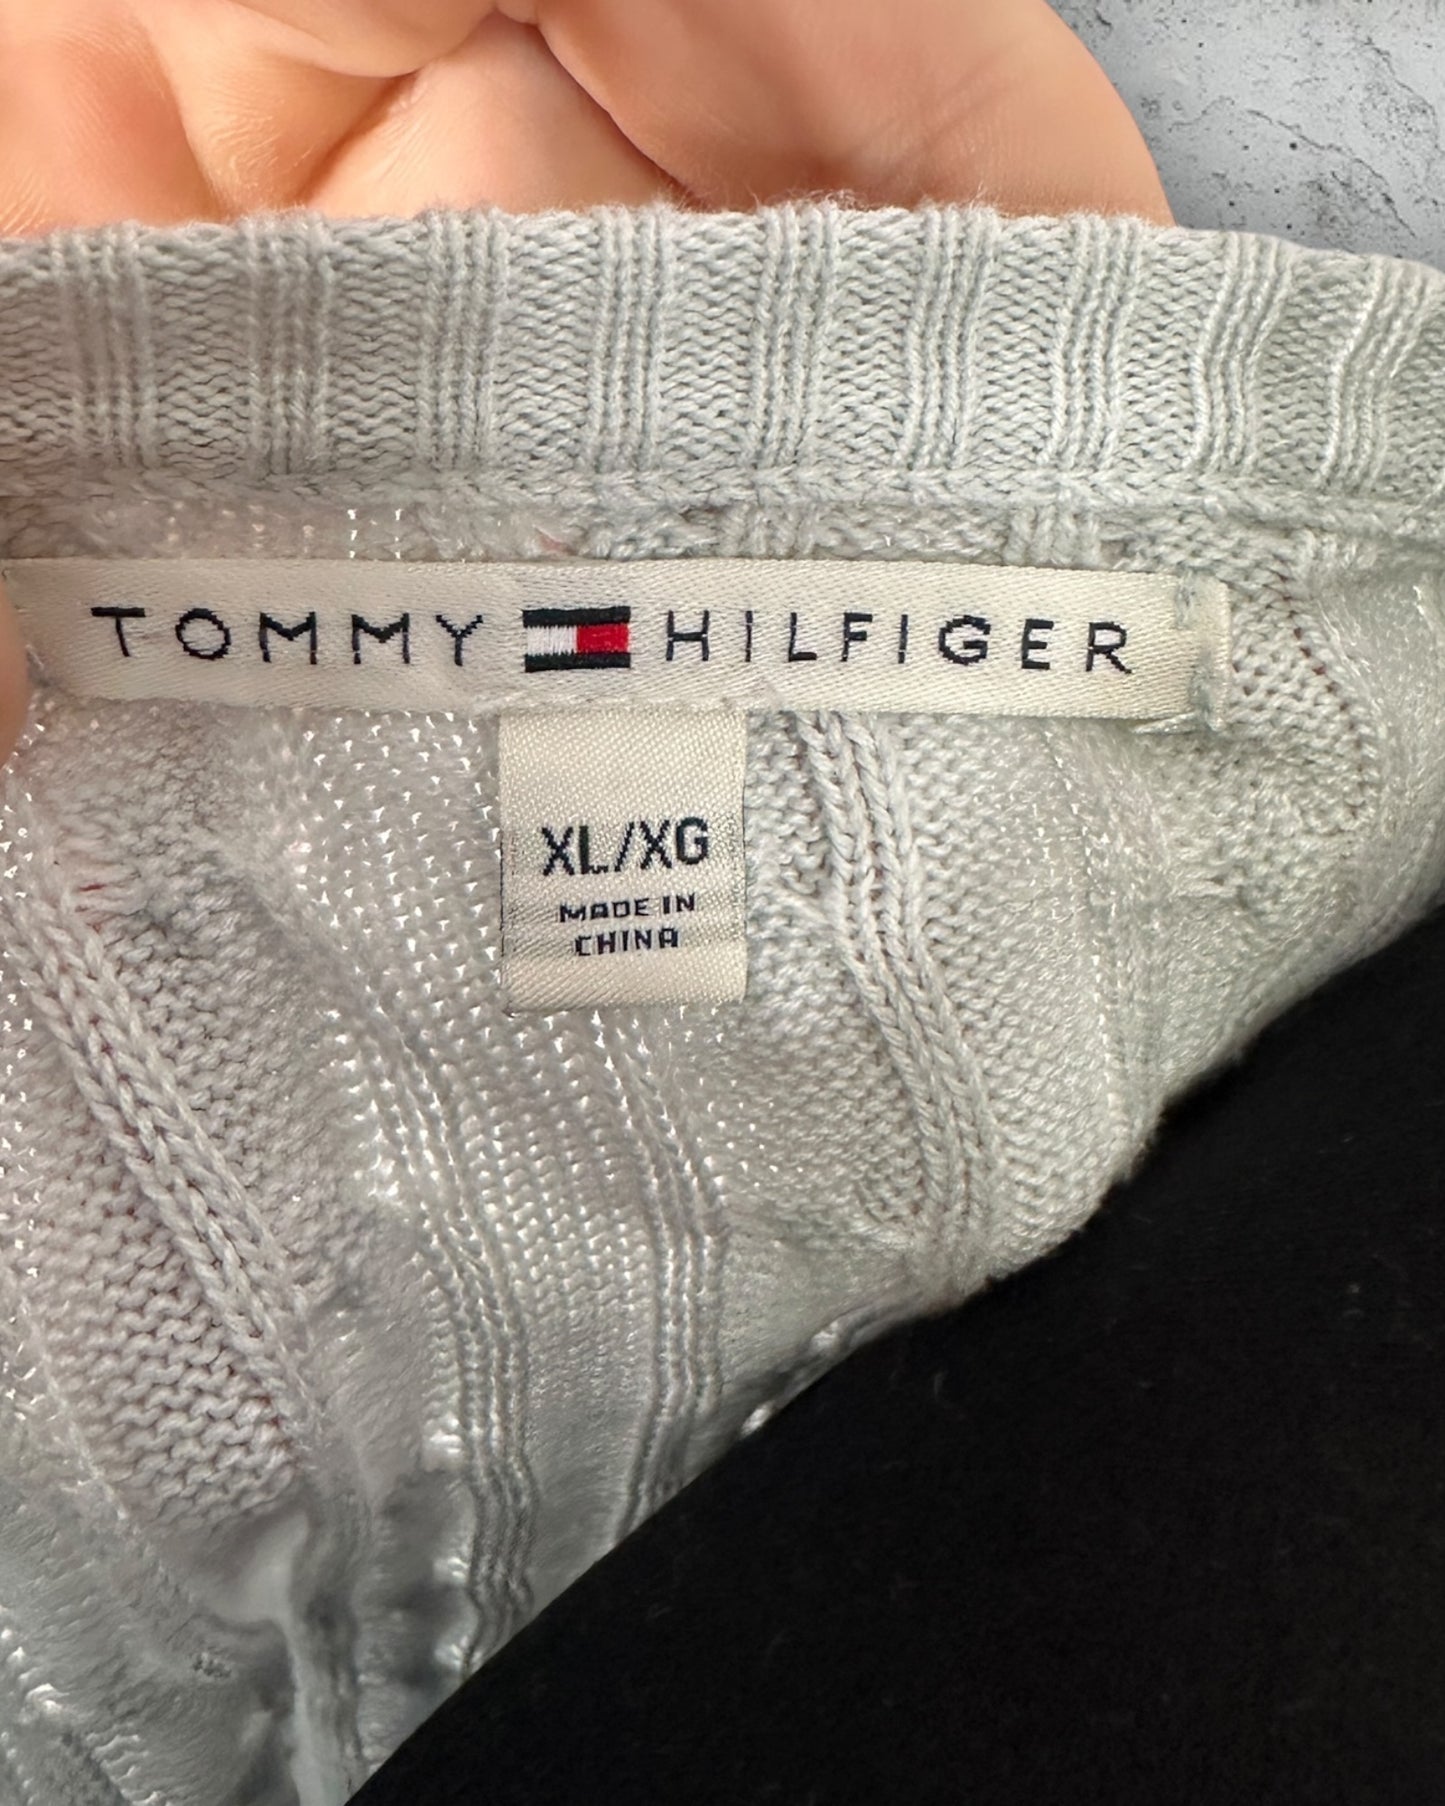 TOMMY HILFIGER
XL/XG
MADE IN
CHINA